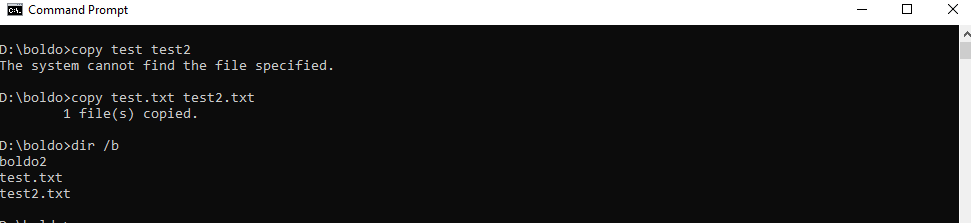 Command Prompt
D:\boldo>copy test test2
The system cannot find the file specified.
D:\boldo>copy test.txt test2.txt
        1 file(s) copied.
D:\boldo>dir /b
boldo2
test.txt
test2.txt